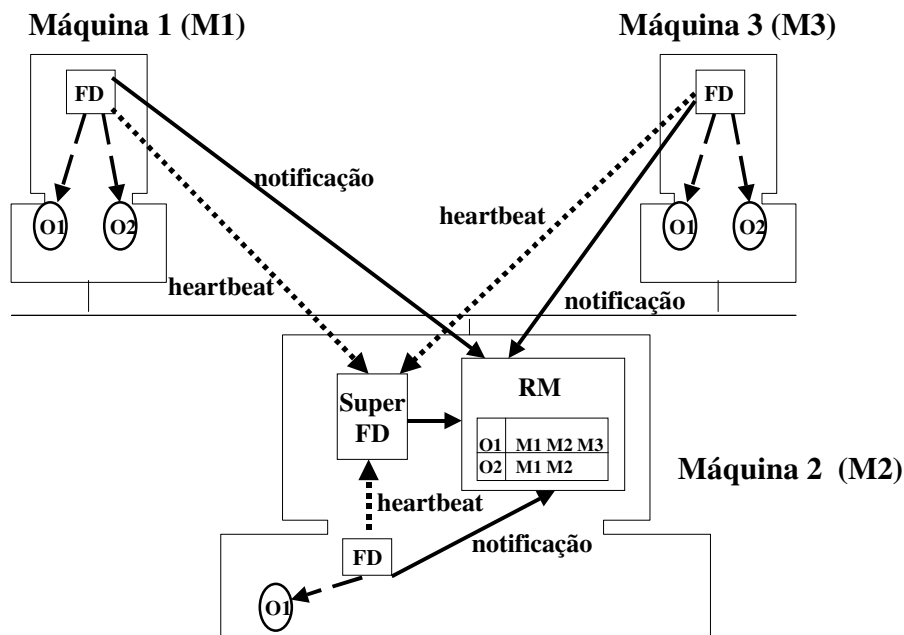 Máquina 1 (M1)
Máquina 3 (M3)
FD
FD
notificação
heartbeat
O1
O2
O1
O2
heartbeat
notificação
Super
FD
RM
O1 M1 M2 M3
O2 M1 M2
Máquina 2 (M2)
heartbeat
notificação
FD
O1